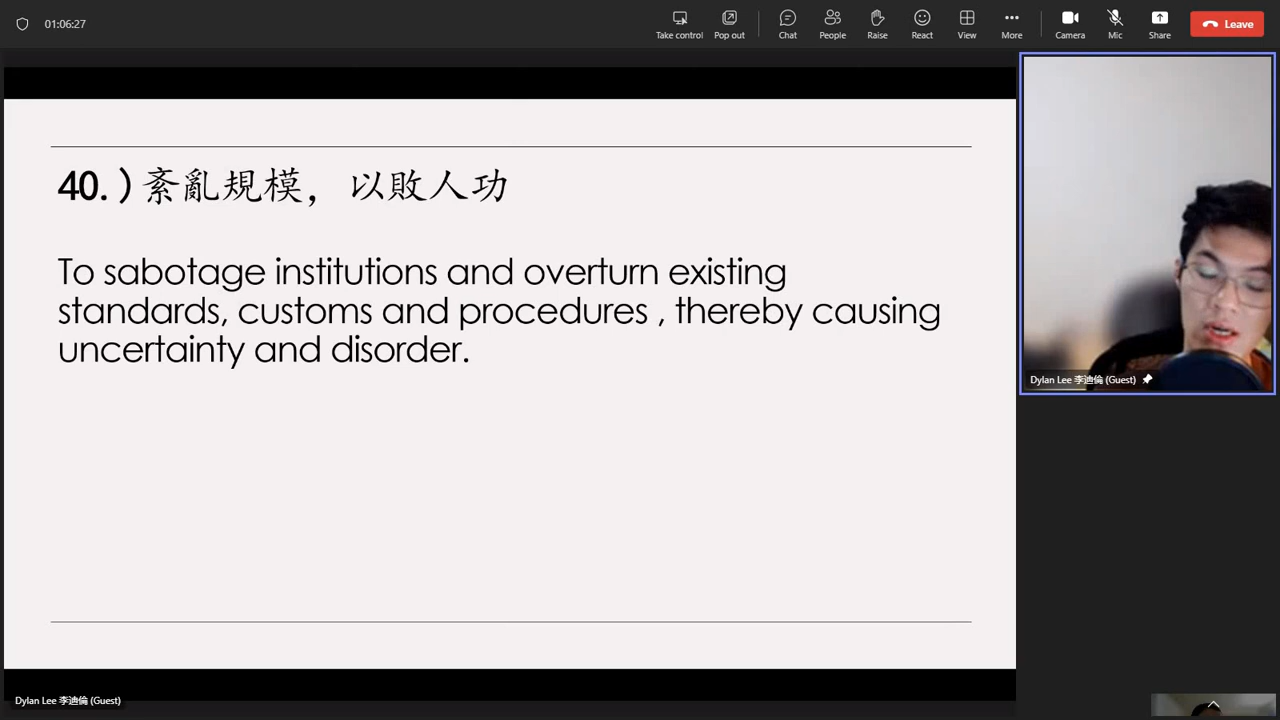 01:06:27
Take control
Pop out
Chat
People
Raise
React
View
More
Camera
Mic
Share
Leave
40. ) 紊亂規模，以敗人功
To sabotage institutions and overturn existing
standards, customs and procedures , thereby causing
uncertainty and disorder.
Dylan Lee 李迪倫 (Guest)
Dylan Lee 李迪倫 (Guest)